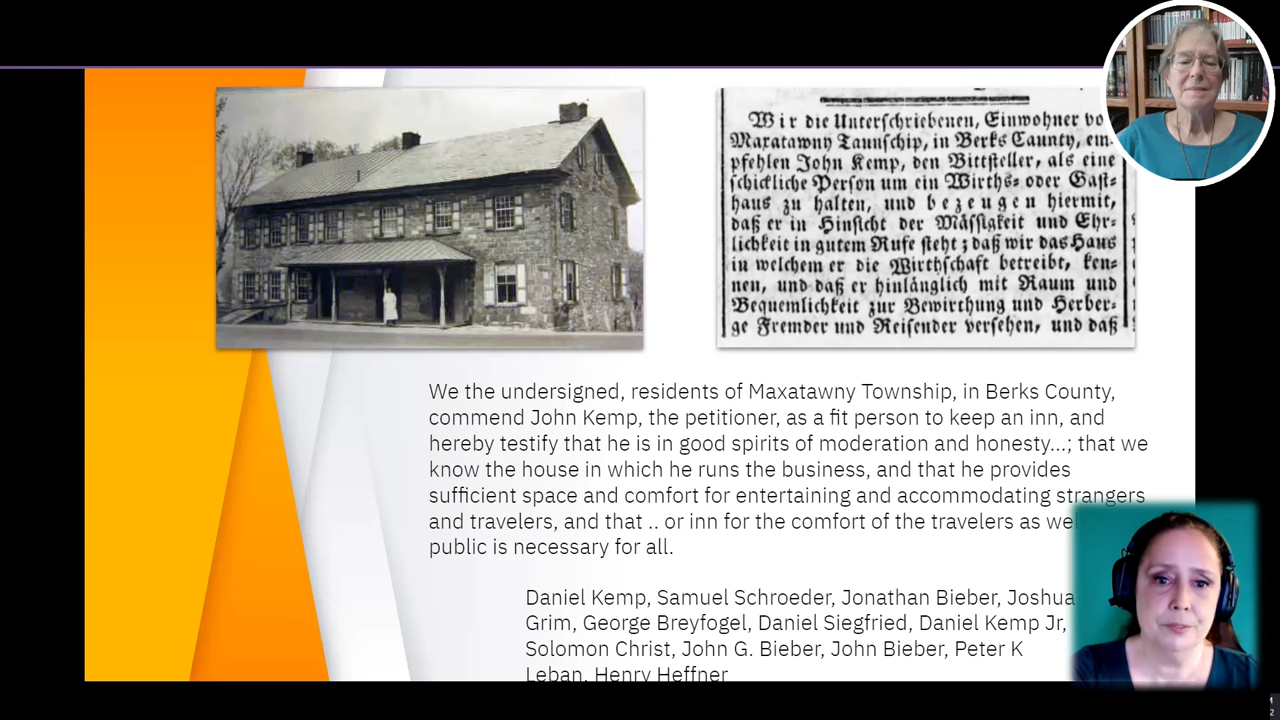 Wir die Unterschriebenen, Einwohner vo
Maxatawny Taunschip, in Berks Caunty, em-
pfehlen John Kemp, den Bittsteller, als eine
schickliche Person um ein Wirths- oder Gast-
haus zu halten, und bezeugen hiermit,
daß er in Hinsicht der Mässigkeit und Ehr-
lichkeit in gutem Rufe steht; daß wir das Haus
in welchem er die Wirthschaft betreibt, ken-
nen, und daß er hinlänglich mit Raum und
Bequemlichkeit zur Bewirthung und Herber-
ge Fremder und Reisender versehen, und daß
We the undersigned, residents of Maxatawny Township, in Berks County,
commend John Kemp, the petitioner, as a fit person to keep an inn, and
hereby testify that he is in good spirits of moderation and honesty...; that we
know the house in which he runs the business, and that he provides
sufficient space and comfort for entertaining and accommodating strangers
and travelers, and that .. or inn for the comfort of the travelers as we
public is necessary for all.
Daniel Kemp, Samuel Schroeder, Jonathan Bieber, Joshua
Grim, George Breyfogel, Daniel Siegfried, Daniel Kemp Jr,
Solomon Christ, John G. Bieber, John Bieber, Peter K
Leban, Henry Heffner